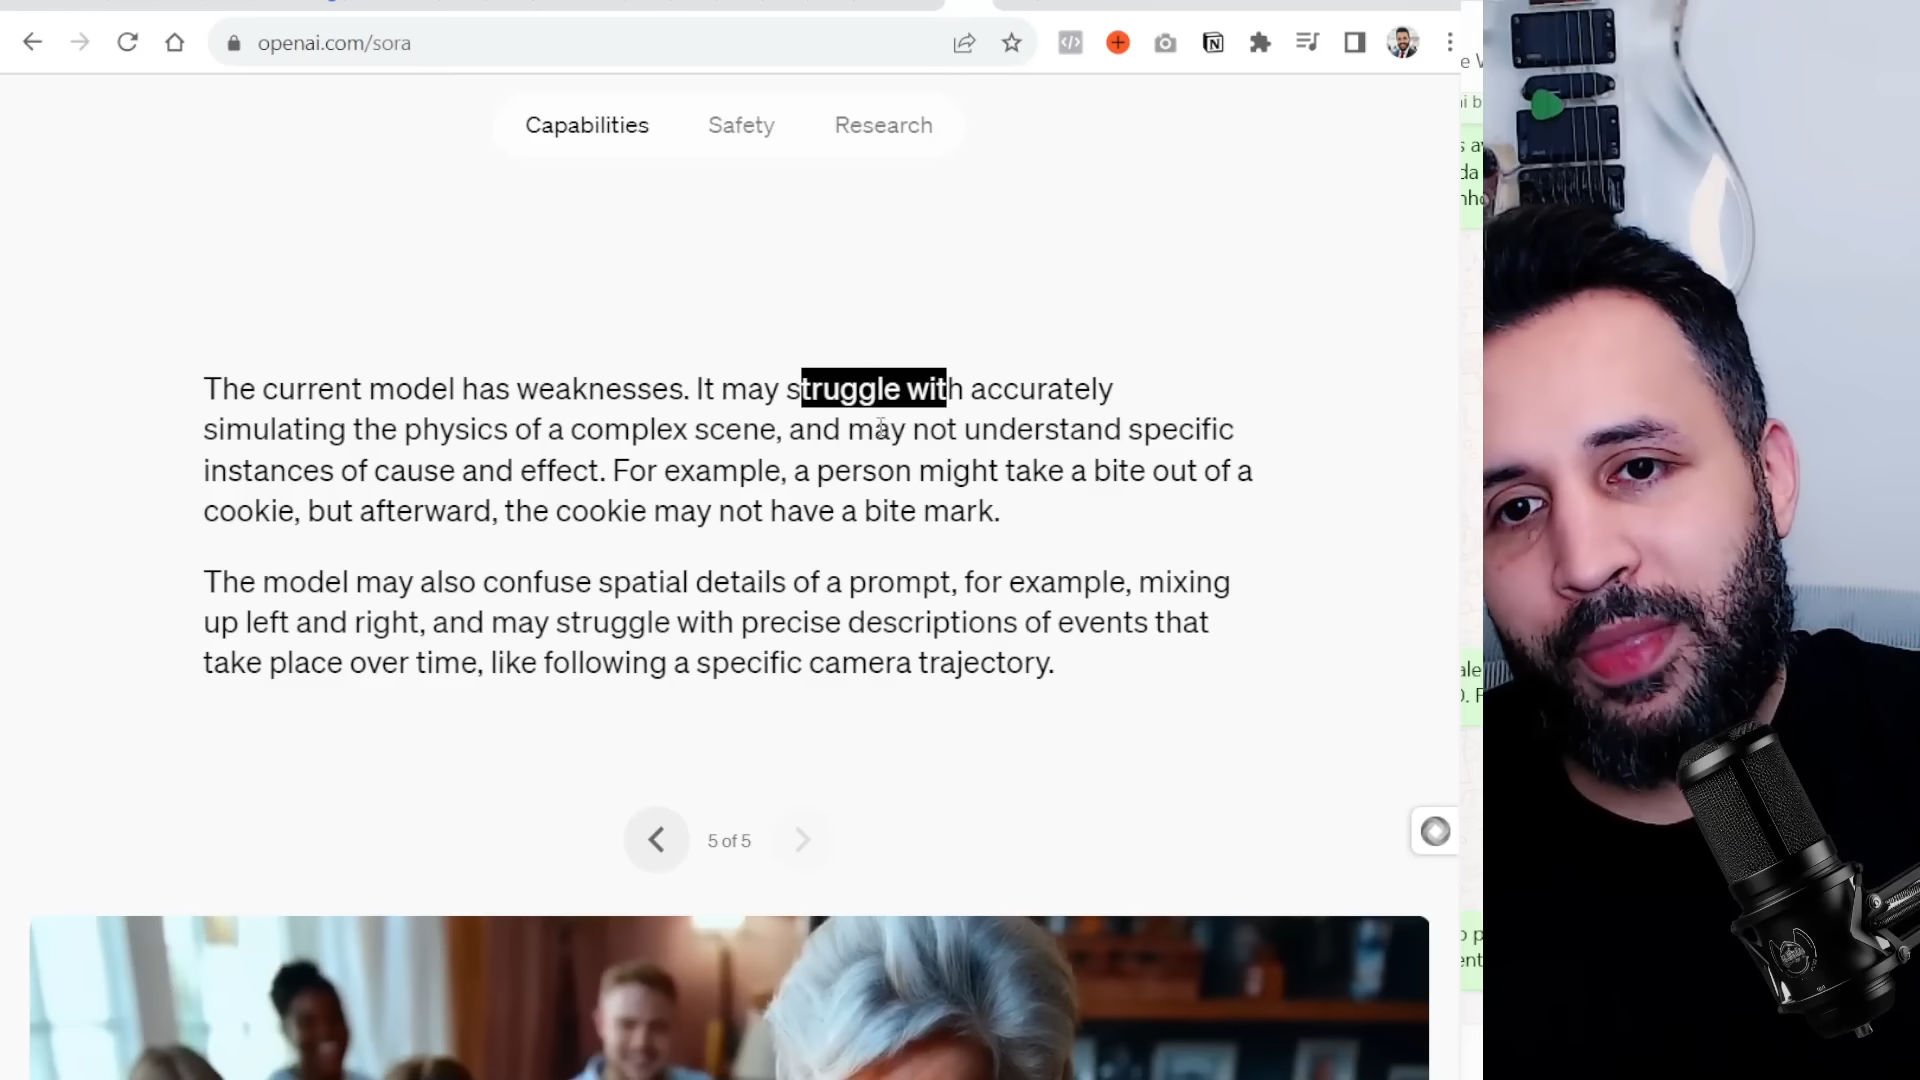 openai.com/sora
Capabilities
Safety
Research
The current model has weaknesses. It may struggle with accurately
simulating the physics of a complex scene, and may not understand specific
instances of cause and effect. For example, a person might take a bite out of a
cookie, but afterward, the cookie may not have a bite mark.
The model may also confuse spatial details of a prompt, for example, mixing
up left and right, and may struggle with precise descriptions of events that
take place over time, like following a specific camera trajectory.
5 of 5